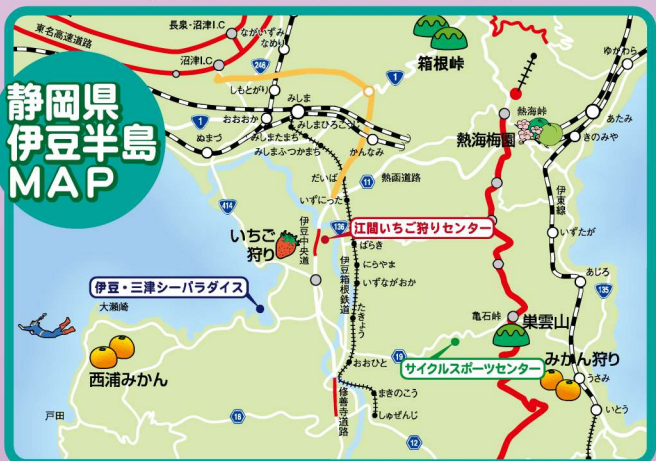 静岡県
伊豆半島
MAP
東名高速道路
長泉・沼津I.C
ながいずみ
なめり
沼津I.C
246
しもとがり
1
箱根峠
ゆがわら
1
おおおか
みしま
みしまひろこうじ
みしまたまち
みしまふつかまち
ぬまづ
かんなみ
熱海峠
あたみ
きのみや
熱海梅園
だいば
11
熱函道路
いずにった
414
136
伊東線
いずたが
いちご
狩り
伊豆中央道
江間いちご狩りセンター
ばらき
にらやま
いずながおか
伊豆箱根鉄道
あじろ
135
伊豆・三津シーパラダイス
大瀬崎
たきょう
亀石峠
巣雲山
西浦みかん
おおひと
19
サイクルスポーツセンター
みかん狩り
うさみ
戸田
修善寺道路
まきのこう
いとう
18
しゅぜんじ
12